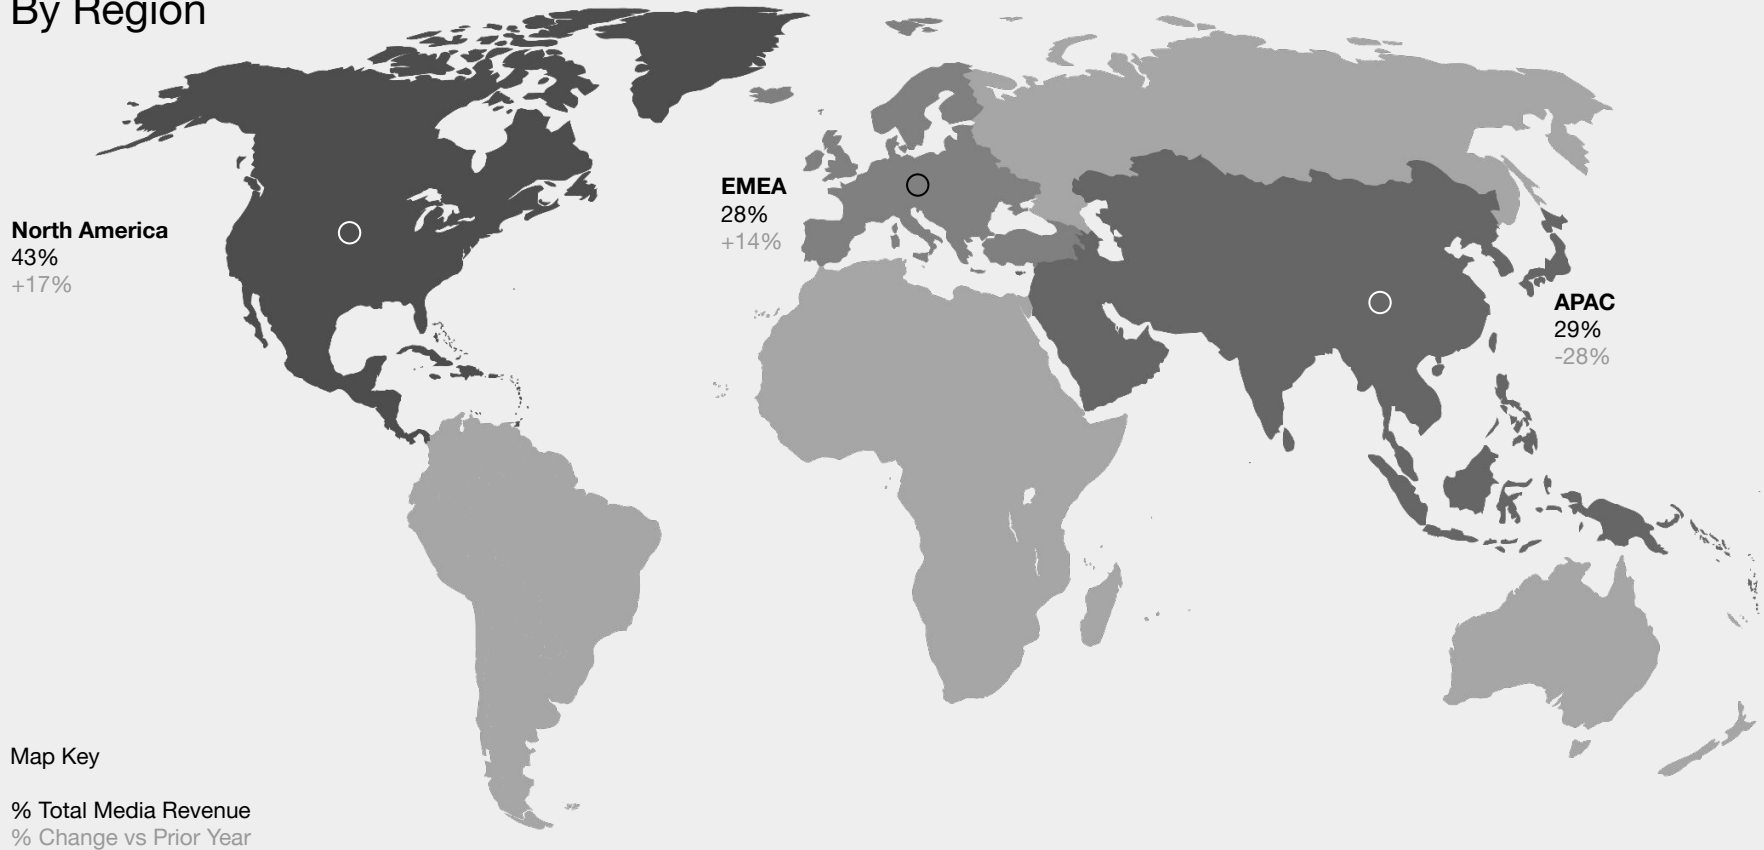 By Region
North America
43%
+17%
EMEA
28%
+14%
APAC
29%
-28%
Map Key
% Total Media Revenue
% Change vs Prior Year